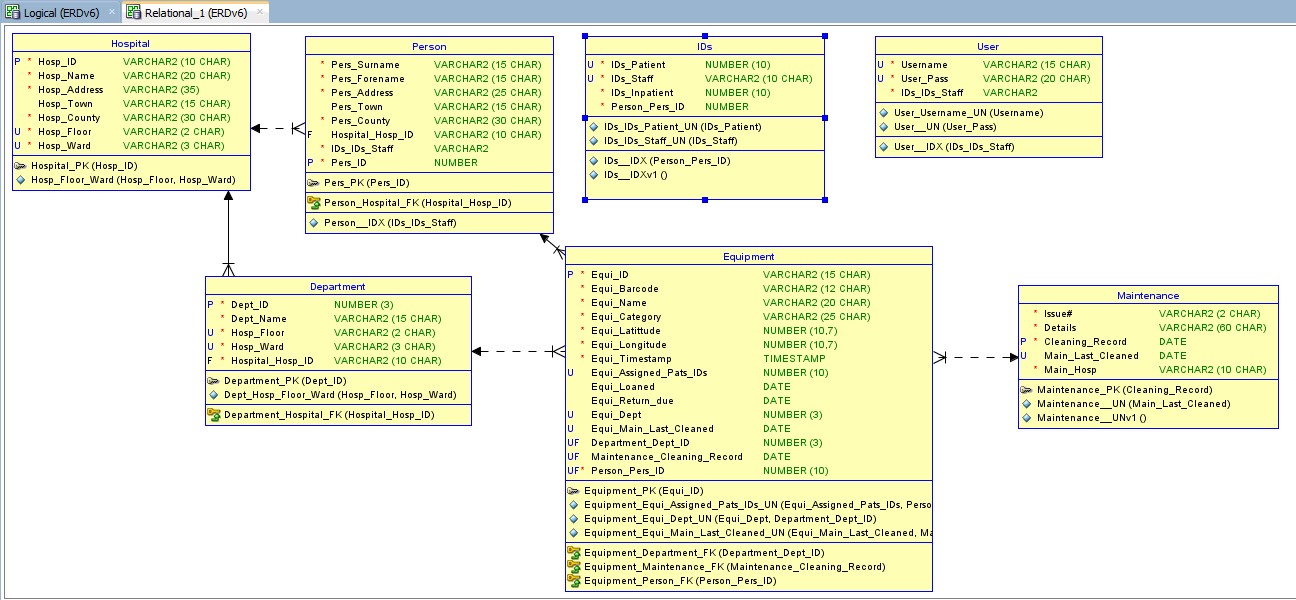 Logical (ERDv6) Relational_1 (ERDv6)
Hospital
P * Hosp_ID VARCHAR2 (10 CHAR)
* Hosp_Name VARCHAR2 (20 CHAR)
* Hosp_Address VARCHAR2 (35)
Hosp_Town VARCHAR2 (15 CHAR)
* Hosp_County VARCHAR2 (30 CHAR)
U * Hosp_Floor VARCHAR2 (2 CHAR)
U * Hosp_Ward VARCHAR2 (3 CHAR)
Hospital_PK (Hosp_ID)
Hosp_Floor_Ward (Hosp_Floor, Hosp_Ward)
Person
* Pers_Surname VARCHAR2 (15 CHAR)
* Pers_Forename VARCHAR2 (15 CHAR)
* Pers_Address VARCHAR2 (25 CHAR)
Pers_Town VARCHAR2 (15 CHAR)
* Pers_County VARCHAR2 (30 CHAR)
F Hospital_Hosp_ID VARCHAR2 (10 CHAR)
* IDs_IDs_Staff VARCHAR2
P * Pers_ID NUMBER
Pers_PK (Pers_ID)
Person_Hospital_FK (Hospital_Hosp_ID)
Person__IDX (IDs_IDs_Staff)
IDs
U * IDs_Patient NUMBER (10)
U * IDs_Staff VARCHAR2 (10 CHAR)
* IDs_Inpatient NUMBER (10)
* Person_Pers_ID NUMBER
IDs_IDs_Patient_UN (IDs_Patient)
IDs_IDs_Staff_UN (IDs_Staff)
IDs__IDX (Person_Pers_ID)
IDs__IDXv1 ()
User
U * Username VARCHAR2 (15 CHAR)
U * User_Pass VARCHAR2 (20 CHAR)
* IDs_IDs_Staff VARCHAR2
User_Username_UN (Username)
User__UN (User_Pass)
User__IDX (IDs_IDs_Staff)
Department
P * Dept_ID NUMBER (3)
* Dept_Name VARCHAR2 (15 CHAR)
U * Hosp_Floor VARCHAR2 (2 CHAR)
U * Hosp_Ward VARCHAR2 (3 CHAR)
F * Hospital_Hosp_ID VARCHAR2 (10 CHAR)
Department_PK (Dept_ID)
Dept_Hosp_Floor_Ward (Hosp_Floor, Hosp_Ward)
Department_Hospital_FK (Hospital_Hosp_ID)
Equipment
P * Equi_ID VARCHAR2 (15 CHAR)
* Equi_Barcode VARCHAR2 (12 CHAR)
* Equi_Name VARCHAR2 (20 CHAR)
* Equi_Category VARCHAR2 (25 CHAR)
* Equi_Latittude NUMBER (10,7)
* Equi_Longitude NUMBER (10,7)
* Equi_Timestamp TIMESTAMP
U Equi_Assigned_Pats_IDs NUMBER (10)
Equi_Loaned DATE
Equi_Return_due DATE
U Equi_Dept NUMBER (3)
U Equi_Main_Last_Cleaned DATE
UF Department_Dept_ID NUMBER (3)
UF Maintenance_Cleaning_Record DATE
UF* Person_Pers_ID NUMBER (10)
Equipment_PK (Equi_ID)
Equipment_Equi_Assigned_Pats_IDs_UN (Equi_Assigned_Pats_IDs, Perso
Equipment_Equi_Dept_UN (Equi_Dept, Department_Dept_ID)
Equipment_Equi_Main_Last_Cleaned_UN (Equi_Main_Last_Cleaned, Ma
Equipment_Department_FK (Department_Dept_ID)
Equipment_Maintenance_FK (Maintenance_Cleaning_Record)
Equipment_Person_FK (Person_Pers_ID)
Maintenance
* Issue# VARCHAR2 (2 CHAR)
* Details VARCHAR2 (60 CHAR)
P * Cleaning_Record DATE
U Main_Last_Cleaned DATE
* Main_Hosp VARCHAR2 (10 CHAR)
Maintenance_PK (Cleaning_Record)
Maintenance__UN (Main_Last_Cleaned)
Maintenance__UNv1 ()